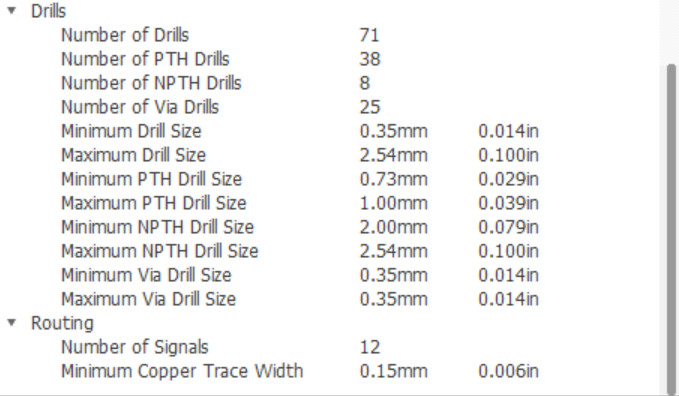 Drills
Number of Drills 71
Number of PTH Drills 38
Number of NPTH Drills 8
Number of Via Drills 25
Minimum Drill Size 0.35mm 0.014in
Maximum Drill Size 2.54mm 0.100in
Minimum PTH Drill Size 0.73mm 0.029in
Maximum PTH Drill Size 1.00mm 0.039in
Minimum NPTH Drill Size 2.00mm 0.079in
Maximum NPTH Drill Size 2.54mm 0.100in
Minimum Via Drill Size 0.35mm 0.014in
Maximum Via Drill Size 0.35mm 0.014in
Routing
Number of Signals 12
Minimum Copper Trace Width 0.15mm 0.006in